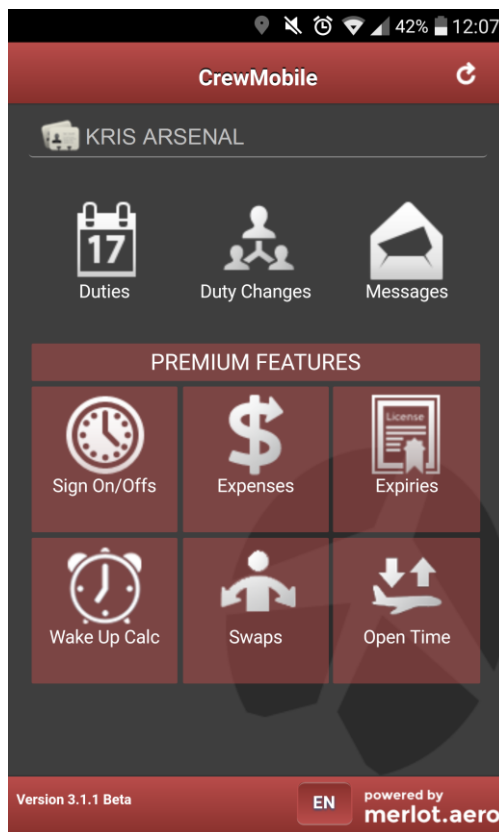 42% 12:07
CrewMobile
KRIS ARSENAL
17
Duties Duty Changes Messages
PREMIUM FEATURES
License
Sign On/Offs Expenses Expiries
Wake Up Calc Swaps Open Time
Version 3.1.1 Beta
EN
powered by
merlot.aero